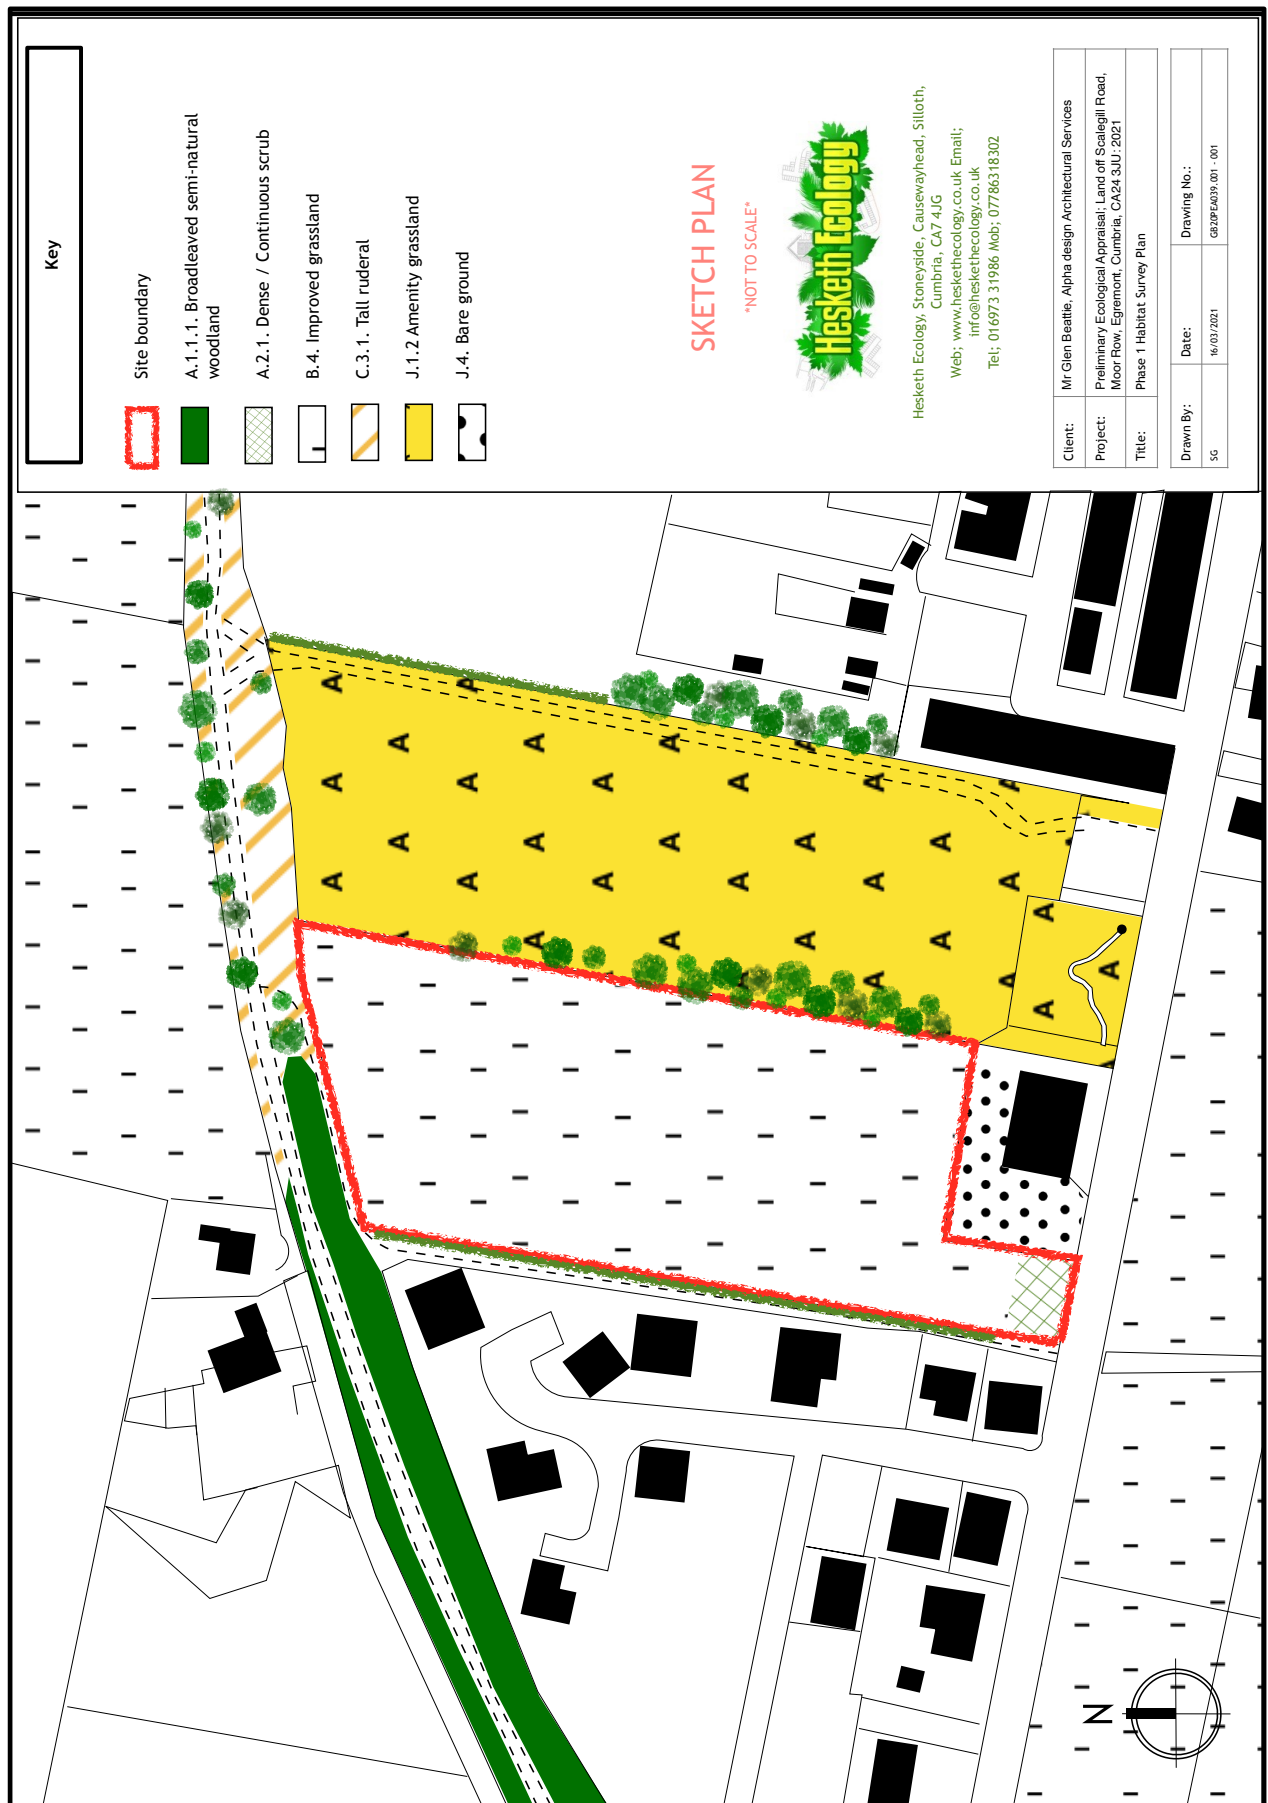 Key
Site boundary
A.1.1.1. Broadleaved semi-natural
woodland
A.2.1. Dense / Continuous scrub
B.4. Improved grassland
C.3.1. Tall ruderal
J.1.2 Amenity grassland
J.4. Bare ground
SKETCH PLAN
*NOT TO SCALE*
Hesketh Ecology
Hesketh Ecology, Stoneyside, Causewayhead, Silloth,
Cumbria, CA7 4JG
Web; www.heskethecology.co.uk Email;
info@heskethecology.co.uk
Tel; 016973 31986 Mob; 07786318302
Client: Mr Glen Beattie, Alpha design Architectural Services
Project: Preliminary Ecological Appraisal; Land off Scalegill Road,
Moor Row, Egremont, Cumbria, CA24 3JU: 2021
Title: Phase 1 Habitat Survey Plan
Drawn By: Date: Drawing No.:
SG 16/03/2021 GB20PEA039.001 - 001
A A
A A A
A A A A A A
A A A A A
A A A A A A A
A A A A A A
A A A A A
A
N